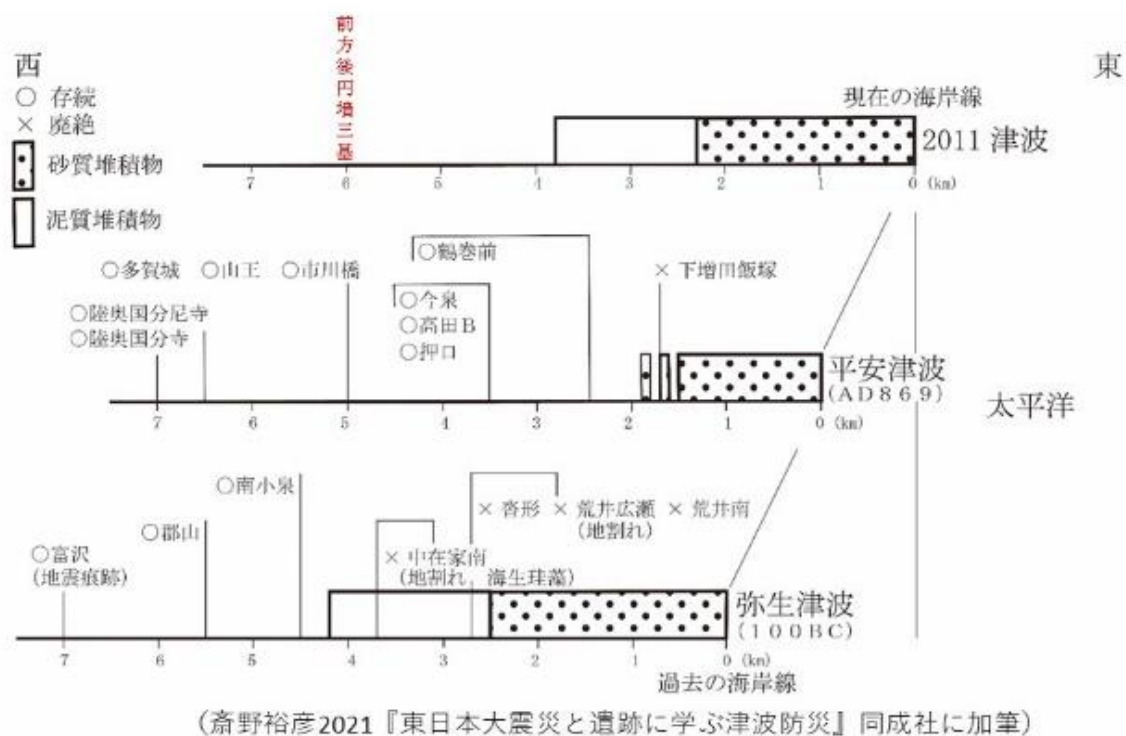 前方後円墳三基
西
東
○ 存続
× 廃絶
砂質堆積物
泥質堆積物
現在の海岸線
2011 津波
7 6 5 4 3 2 1 0 (km)
○鶴巻前
○多賀城 ○山王 ○市川橋
× 下増田飯塚
○陸奥国分尼寺
○陸奥国分寺
○今泉
○高田B
○押口
平安津波
(AD869)
太平洋
7 6 5 4 3 2 1 0 (km)
○南小泉
× 沓形 × 荒井広瀬 × 荒井南
(地割れ)
○郡山
○富沢
(地震痕跡)
× 中在家南
(地割れ 海生珪藻)
弥生津波
(100BC)
7 6 5 4 3 2 1 0 (km)
過去の海岸線
(斎野裕彦2021『東日本大震災と遺跡に学ぶ津波防災』同成社に加筆)